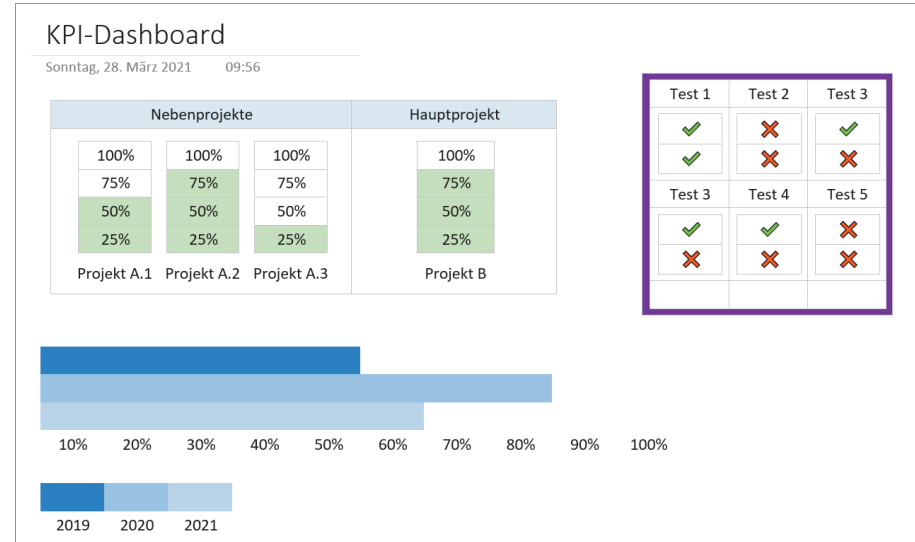 KPI-Dashboard
Sonntag, 28. März 2021 09:56
Nebenprojekte Hauptprojekt
100% 100% 100% 100%
75% 75% 75% 75%
50% 50% 50% 50%
25% 25% 25% 25%
Projekt A.1 Projekt A.2 Projekt A.3 Projekt B
Test 1 Test 2 Test 3
Test 3 Test 4 Test 5
10% 20% 30% 40% 50% 60% 70% 80% 90% 100%
2019 2020 2021